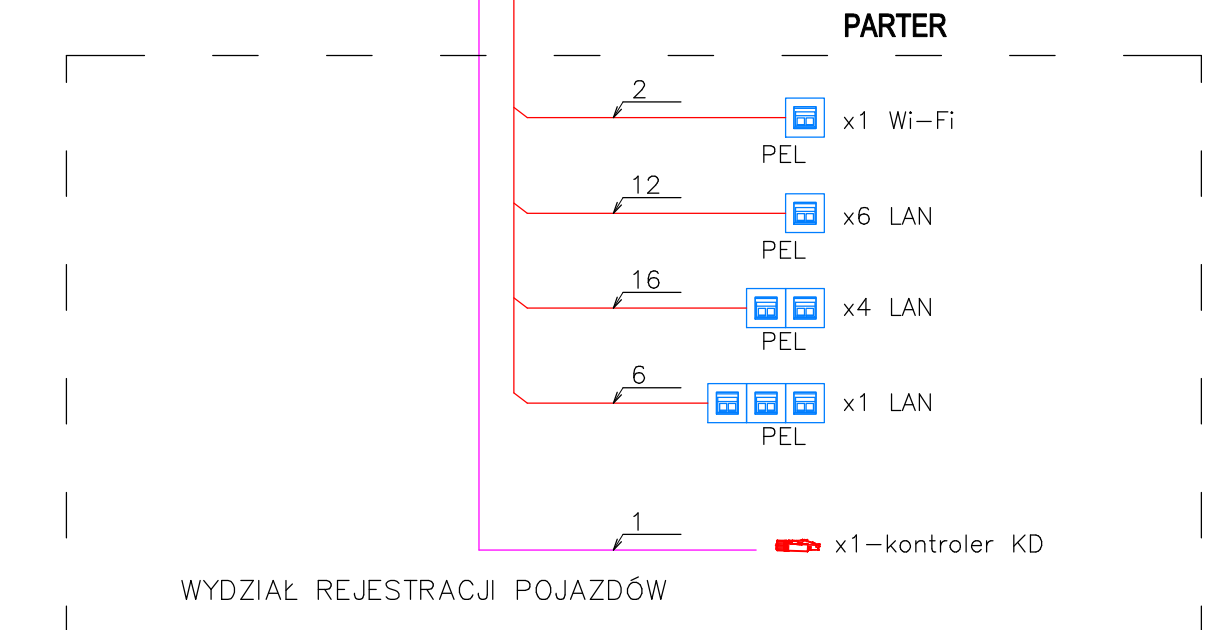 PARTER
2
x1 Wi-Fi
PEL
12
x6 LAN
PEL
16
x4 LAN
PEL
6
x1 LAN
PEL
1
x1-kontroler KD
WYDZIAŁ REJESTRACJI POJAZDÓW